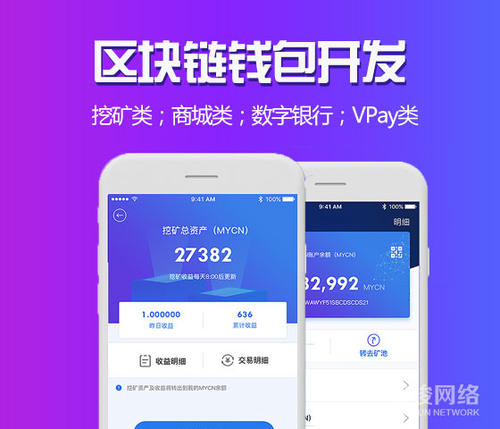 区块链钱包开发
挖矿类；商城类；数字银行；VPay类
9:41 AM
100%
挖矿总资产（MYCN）
27382
挖矿收益每天8:00后更新
1.000000
昨日收益
636
累计收益
收益明细
交易明细
挖矿资产及收益将转出到我的MYCN余额
9:41 AM
100%
明细
账户余额（MYCN）
32,992 MYCN
WAWYF51SBCDSCDS21
转去矿池
网络
UN NETWORK